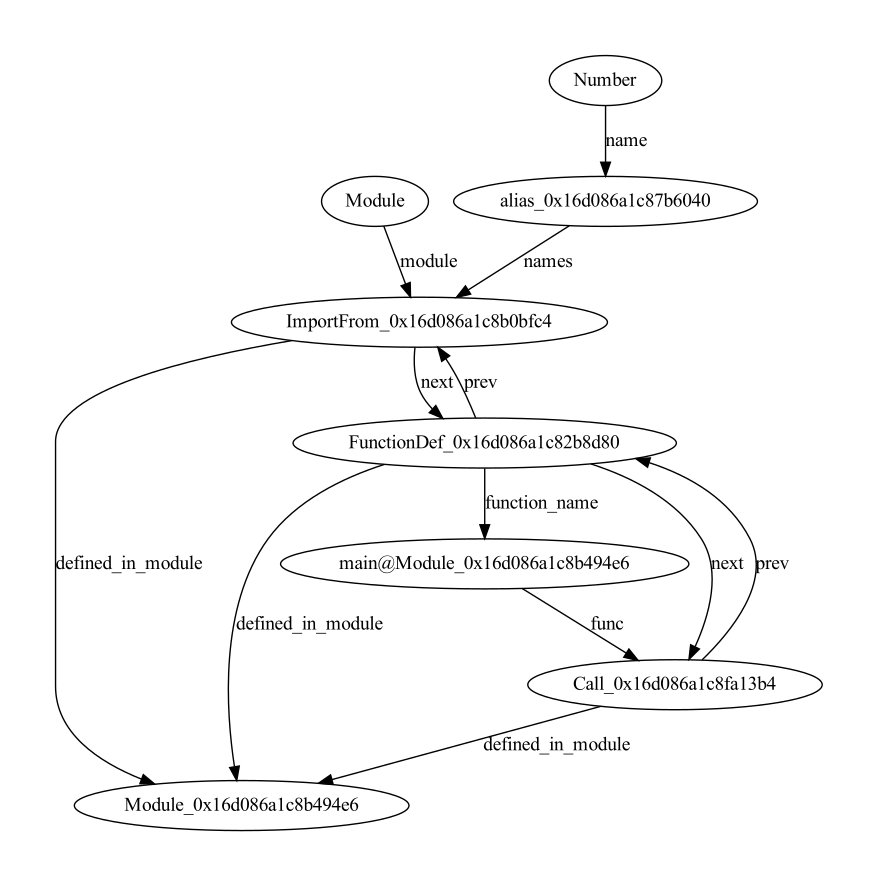 Number
name
Module
alias_0x16d086a1c87b6040
module
names
ImportFrom_0x16d086a1c8b0bfc4
next
prev
FunctionDef_0x16d086a1c82b8d80
function_name
defined_in_module
main@Module_0x16d086a1c8b494e6
next
prev
defined_in_module
func
Call_0x16d086a1c8fa13b4
defined_in_module
Module_0x16d086a1c8b494e6